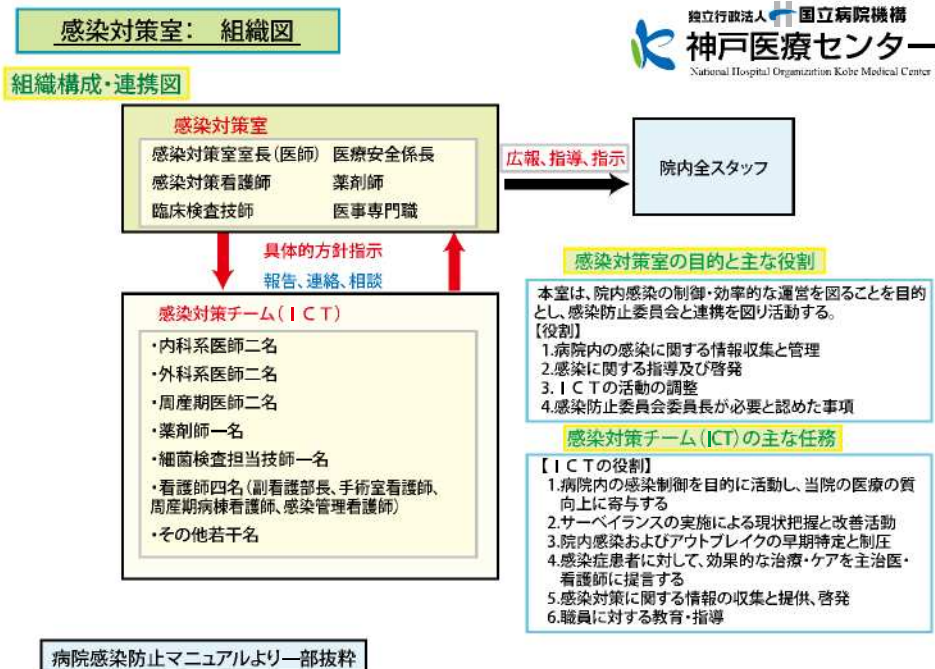 感染対策室： 組織図
独立行政法人 国立病院機構
神戸医療センター
National Hospital Organization Kobe Medical Center
組織構成・連携図
感染対策室
感染対策室室長(医師) 医療安全係長
感染対策看護師 薬剤師
臨床検査技師 医事専門職
広報、指導、指示
院内全スタッフ
具体的方針指示
報告、連絡、相談
感染対策チーム(ＩＣＴ)
・内科系医師二名
・外科系医師二名
・周産期医師二名
・薬剤師一名
・細菌検査担当技師一名
・看護師四名(副看護部長、手術室看護師、
周産期病棟看護師、感染管理看護師)
・その他若干名
感染対策室の目的と主な役割
本室は、院内感染の制御・効率的な運営を図ることを目的
とし、感染防止委員会と連携を図り活動する。
【役割】
1.病院内の感染に関する情報収集と管理
2.感染に関する指導及び啓発
3.ＩＣＴの活動の調整
4.感染防止委員会委員長が必要と認めた事項
感染対策チーム(ICT)の主な任務
【ＩＣＴの役割】
1.病院内の感染制御を目的に活動し、当院の医療の質
向上に寄与する
2.サーベイランスの実施による現状把握と改善活動
3.院内感染およびアウトブレイクの早期特定と制圧
4.感染症患者に対して、効果的な治療・ケアを主治医・
看護師に提言する
5.感染対策に関する情報の収集と提供、啓発
6.職員に対する教育・指導
病院感染防止マニュアルより一部抜粋